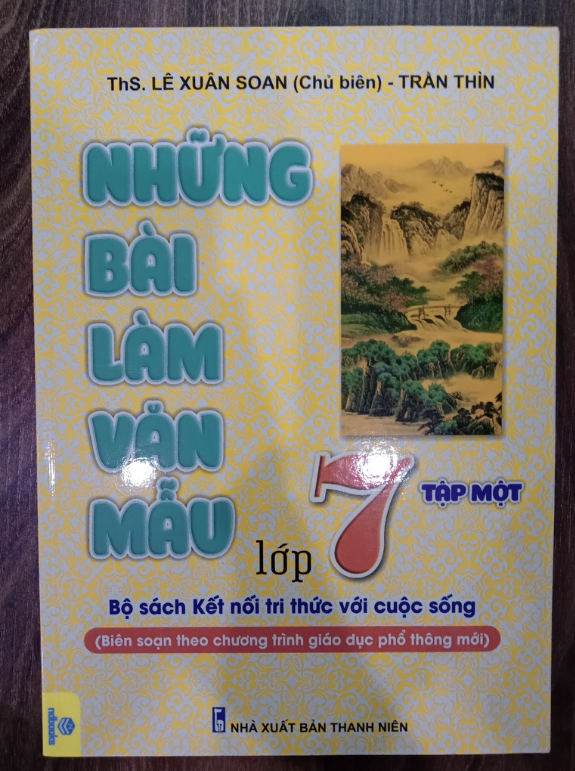 ThS. LÊ XUÂN SOAN (Chủ biên) - TRẦN THÌN
NHỮNG
BÀI
LÀM
VĂN
MẪU
lớp 7
TẬP MỘT
Bộ sách Kết nối tri thức với cuộc sống
(Biên soạn theo chương trình giáo dục phổ thông mới)
ndbooks
NHÀ XUẤT BẢN THANH NIÊN